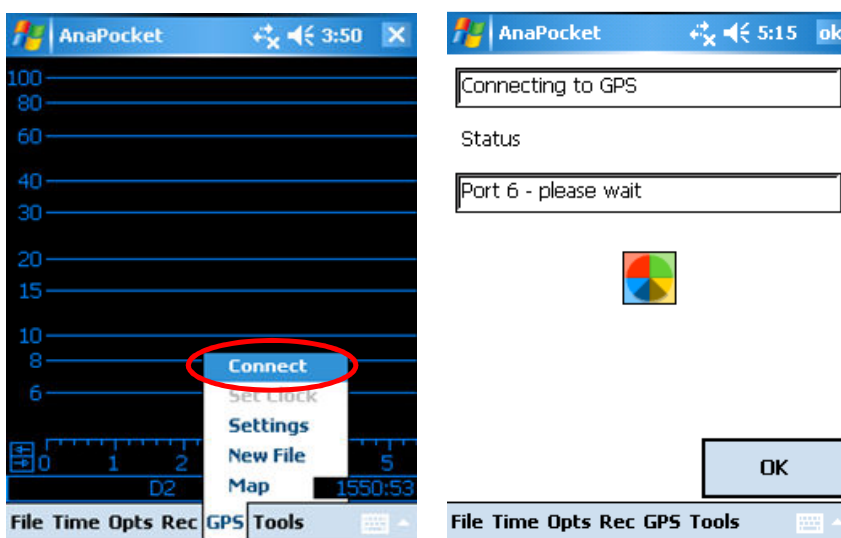 AnaPocket 3:50
100
80
60
40
30
20
15
10
8
6
Connect
Set Clock
Settings
New File
Map
0 1 2 5
D2 1550:53
File Time Opts Rec GPS Tools
AnaPocket 5:15 ok
Connecting to GPS
Status
Port 6 - please wait
OK
File Time Opts Rec GPS Tools